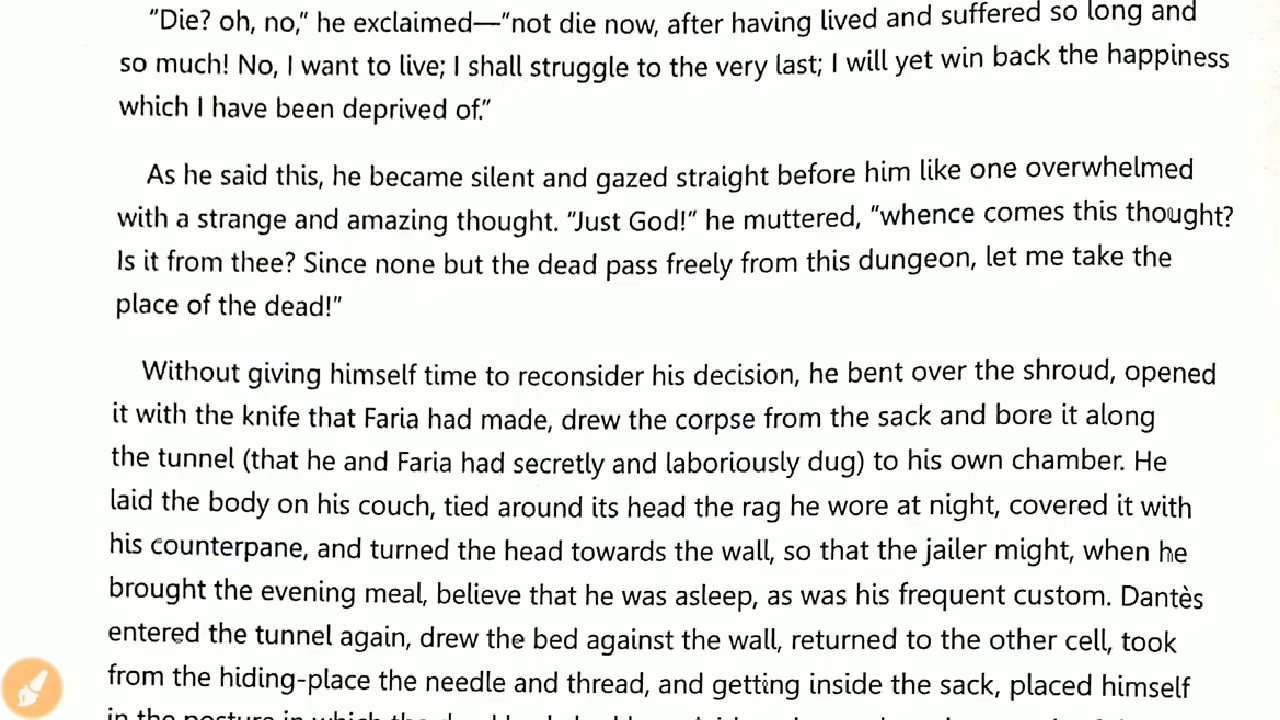 "Die? oh, no," he exclaimed—"not die now, after having lived and suffered so long and
so much! No, I want to live; I shall struggle to the very last; I will yet win back the happiness
which I have been deprived of."
As he said this, he became silent and gazed straight before him like one overwhelmed
with a strange and amazing thought. "Just God!" he muttered, "whence comes this thought?
Is it from thee? Since none but the dead pass freely from this dungeon, let me take the
place of the dead!"
Without giving himself time to reconsider his decision, he bent over the shroud, opened
it with the knife that Faria had made, drew the corpse from the sack and bore it along
the tunnel (that he and Faria had secretly and laboriously dug) to his own chamber. He
laid the body on his couch, tied around its head the rag he wore at night, covered it with
his counterpane, and turned the head towards the wall, so that the jailer might, when he
brought the evening meal, believe that he was asleep, as was his frequent custom. Dantès
entered the tunnel again, drew the bed against the wall, returned to the other cell, took
from the hiding-place the needle and thread, and getting inside the sack, placed himself
in the posture in which the dead